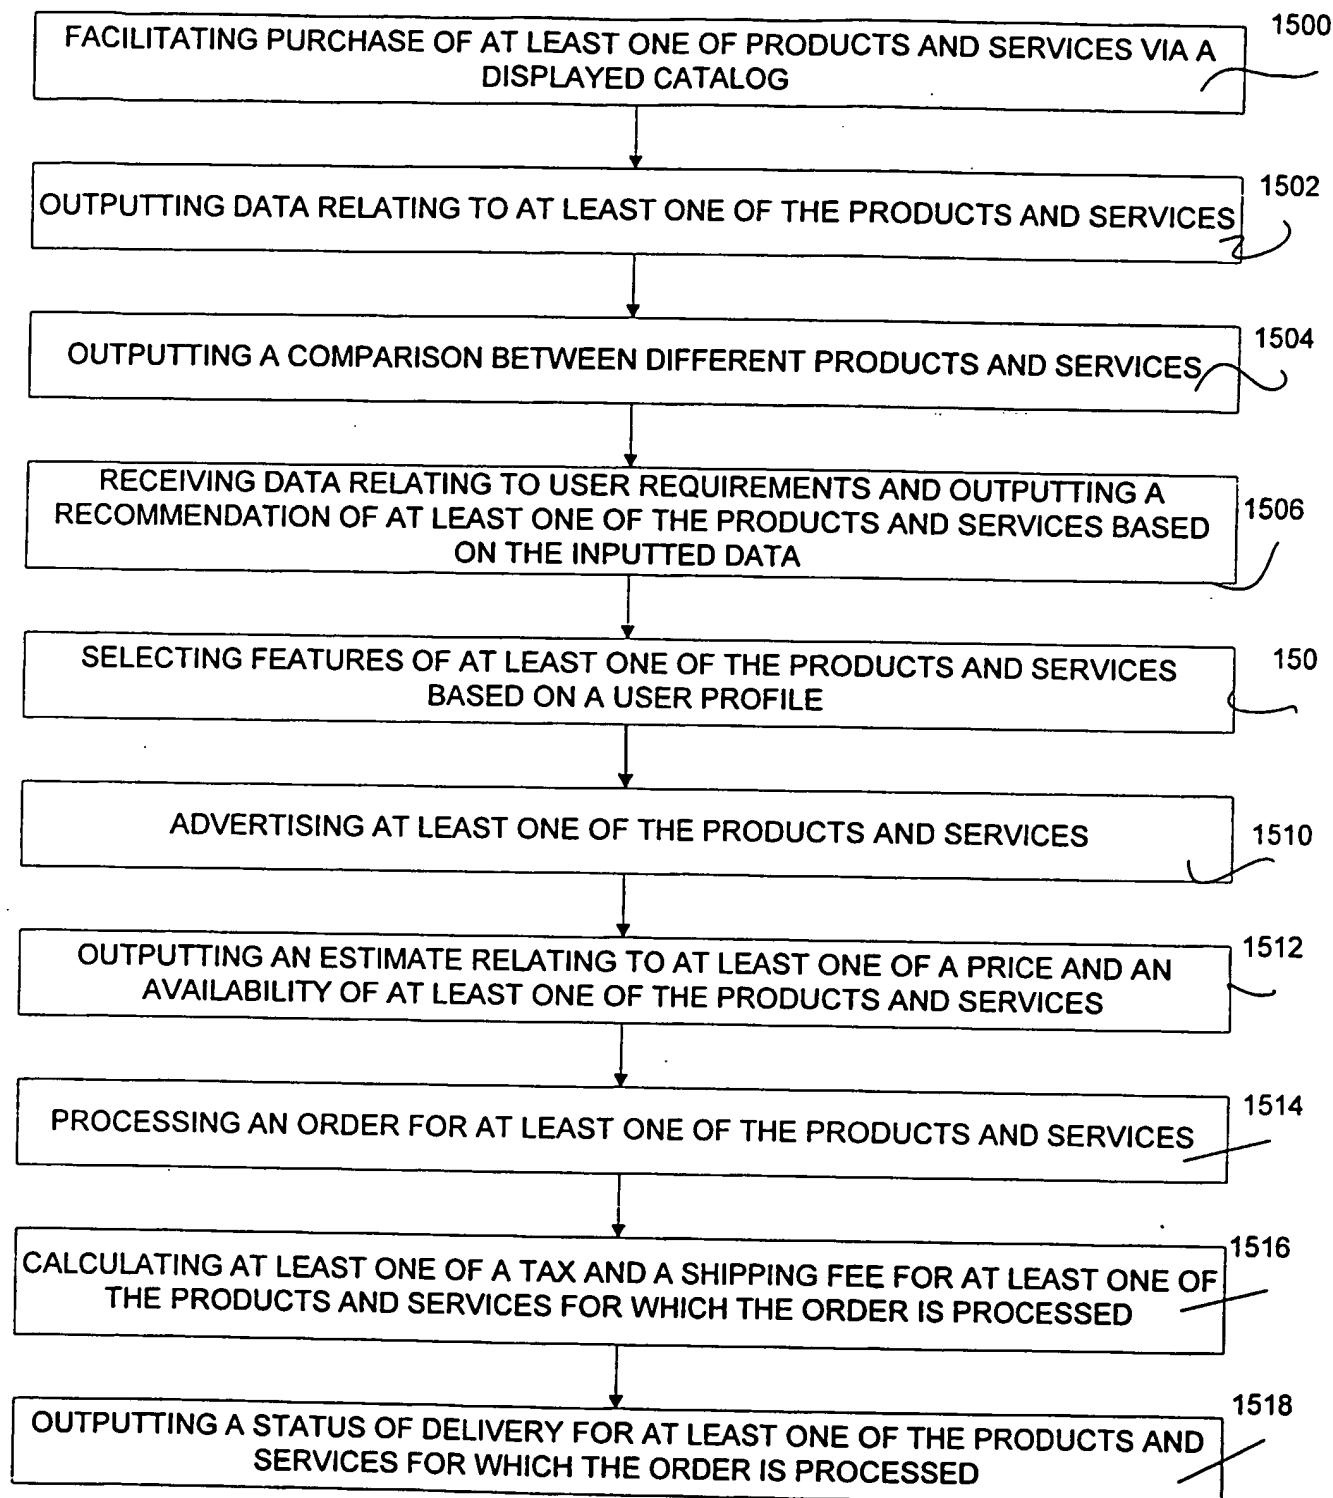 1500
FACILITATING PURCHASE OF AT LEAST ONE OF PRODUCTS AND SERVICES VIA A
DISPLAYED CATALOG
1502
OUTPUTTING DATA RELATING TO AT LEAST ONE OF THE PRODUCTS AND SERVICES
1504
OUTPUTTING A COMPARISON BETWEEN DIFFERENT PRODUCTS AND SERVICES
RECEIVING DATA RELATING TO USER REQUIREMENTS AND OUTPUTTING A
RECOMMENDATION OF AT LEAST ONE OF THE PRODUCTS AND SERVICES BASED
ON THE INPUTTED DATA
1506
SELECTING FEATURES OF AT LEAST ONE OF THE PRODUCTS AND SERVICES
BASED ON A USER PROFILE
150
ADVERTISING AT LEAST ONE OF THE PRODUCTS AND SERVICES
1510
1512
OUTPUTTING AN ESTIMATE RELATING TO AT LEAST ONE OF A PRICE AND AN
AVAILABILITY OF AT LEAST ONE OF THE PRODUCTS AND SERVICES
1514
PROCESSING AN ORDER FOR AT LEAST ONE OF THE PRODUCTS AND SERVICES
1516
CALCULATING AT LEAST ONE OF A TAX AND A SHIPPING FEE FOR AT LEAST ONE OF
THE PRODUCTS AND SERVICES FOR WHICH THE ORDER IS PROCESSED
1518
OUTPUTTING A STATUS OF DELIVERY FOR AT LEAST ONE OF THE PRODUCTS AND
SERVICES FOR WHICH THE ORDER IS PROCESSED